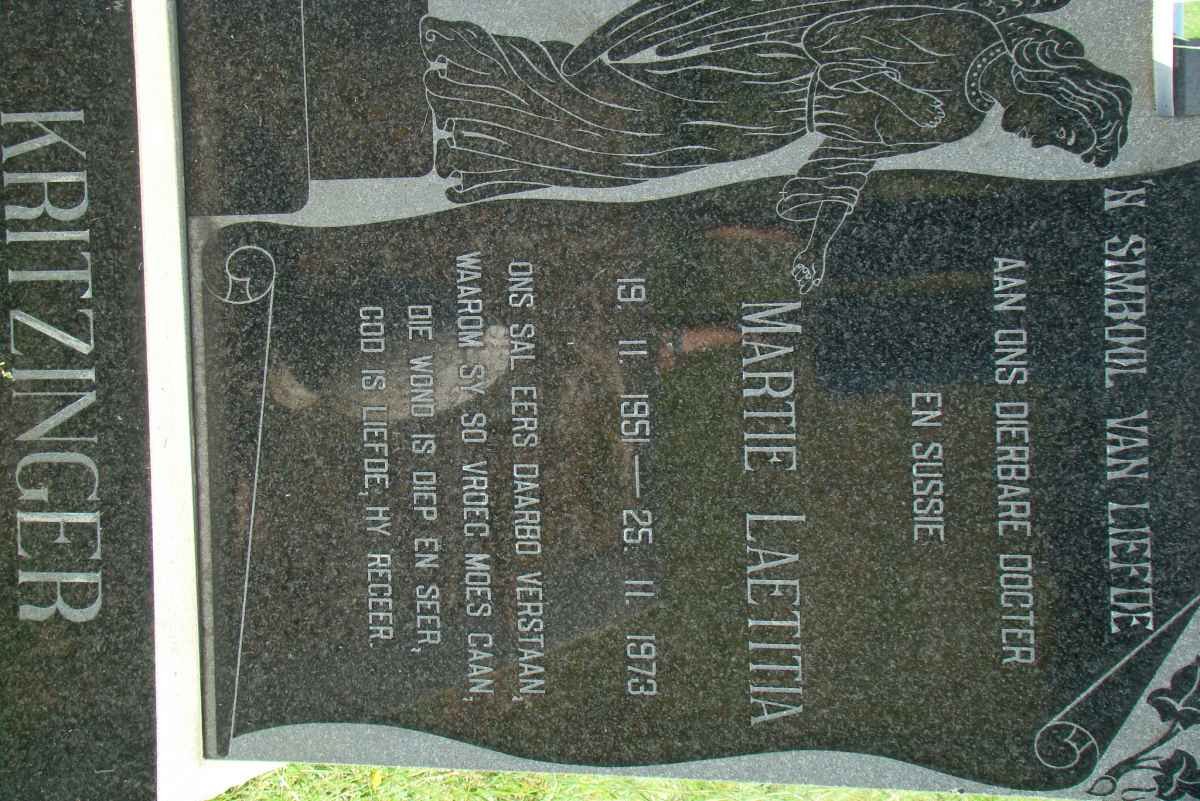 'N SIMBOOL VAN LIEFDE
AAN ONS DIERBARE DOGTER
EN SUSSIE
MARTIE LAETITIA
19. 11. 1951 — 25. 11. 1973
ONS SAL EERS DAARBO VERSTAAN,
WAAROM SY SO VROEG MOES GAAN,
DIE WOND IS DIEP EN SEER,
GOD IS LIEFDE, HY REGEER.
KRITZINGER